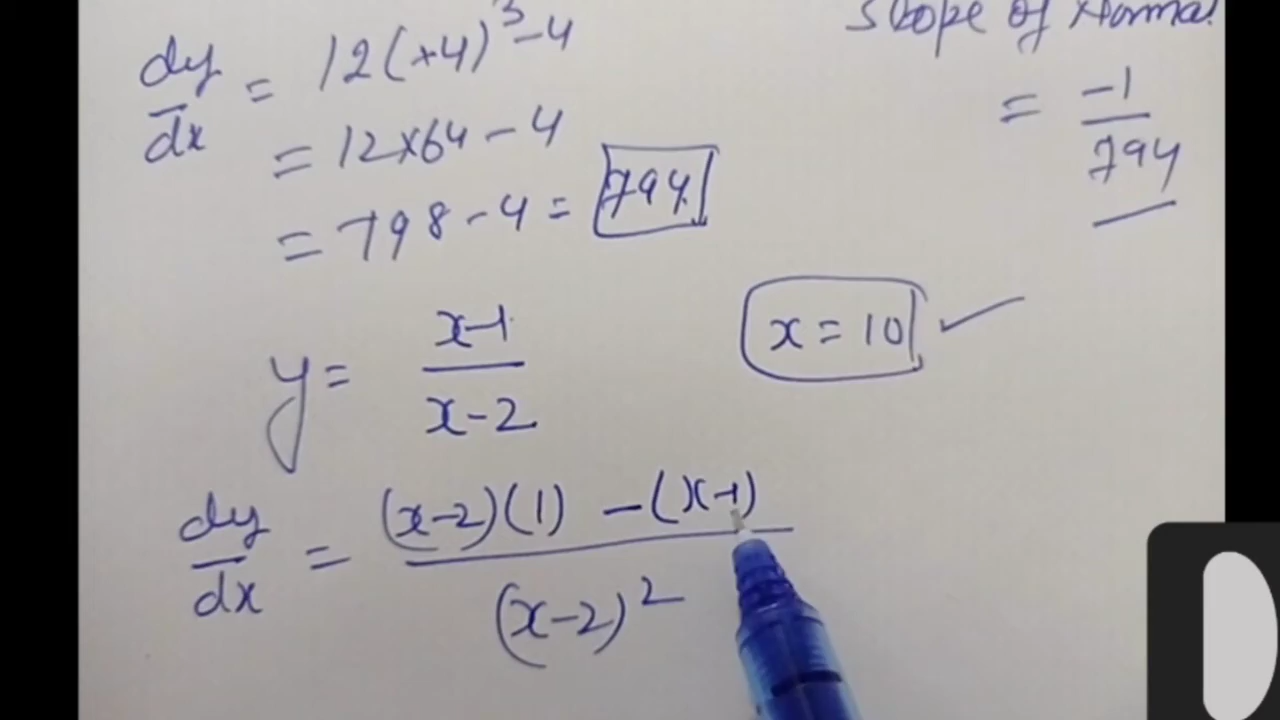 dy/dx = 12(+4)³-4
Slope of Normal
= 12×64-4
= -1/794
= 798-4 = 794
y = x-1/x-2
x = 10 ✓
dy/dx = (x-2)(1) -(x-1)/(x-2)²